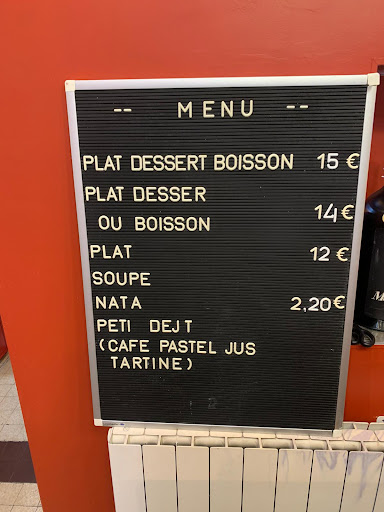 -- MENU --
PLAT DESSERT BOISSON 15 €
PLAT DESSER
OU BOISSON 14€
PLAT 12 €
SOUPE
NATA 2,20€
PETI DEJT
(CAFE PASTEL JUS
TARTINE)